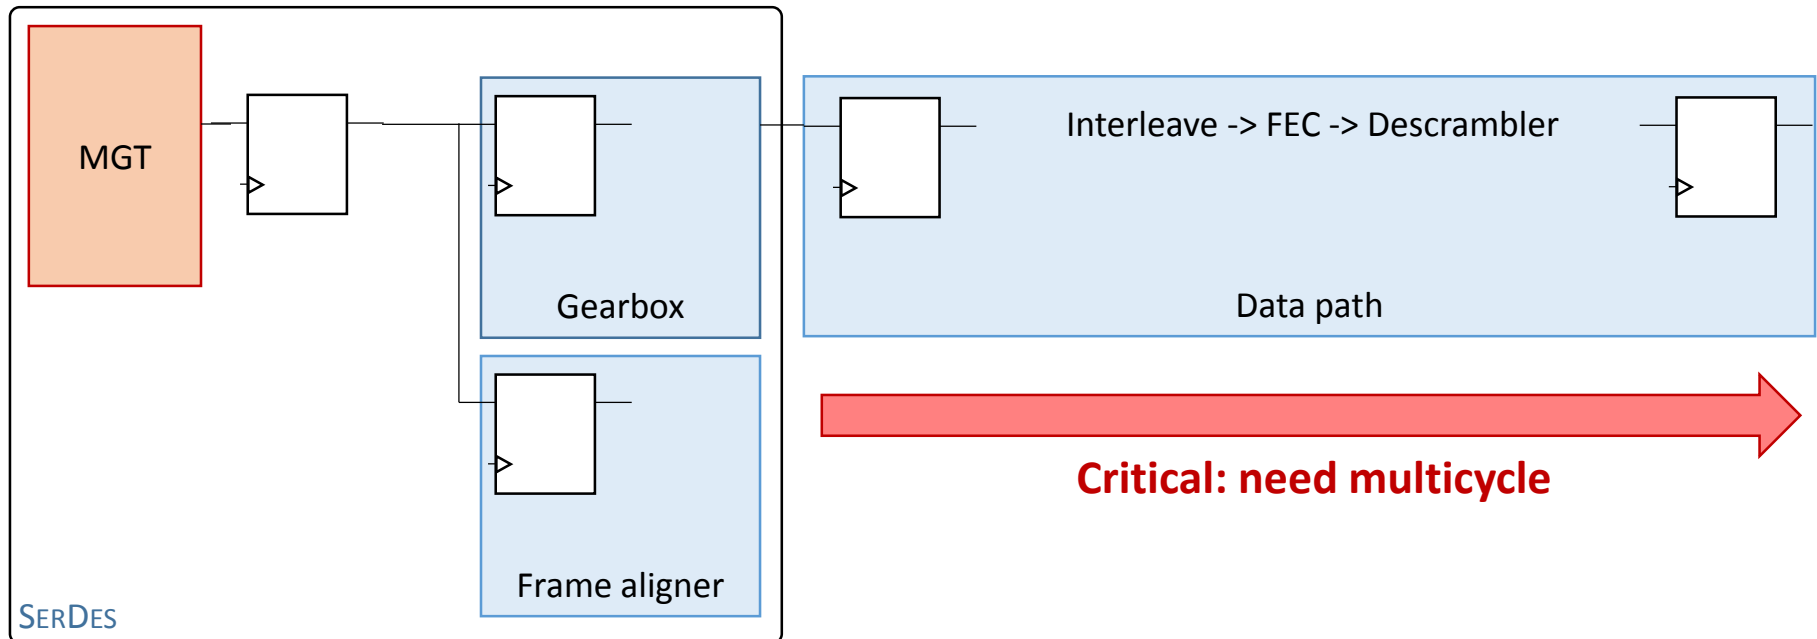 MGT
Interleave -> FEC -> Descrambler
Gearbox
Data path
Critical: need multicycle
Frame aligner
SERDES